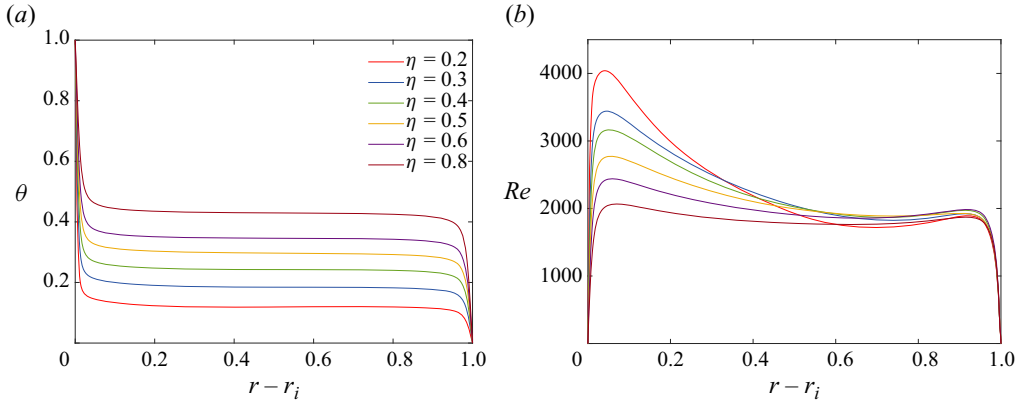 (a)
(b)
1.0
0.8
0.6
0.4
0.2
θ
η = 0.2
η = 0.3
η = 0.4
η = 0.5
η = 0.6
η = 0.8
0 0.2 0.4 0.6 0.8 1.0
r – r_i
4000
3000
2000
1000
Re
0 0.2 0.4 0.6 0.8 1.0
r – r_i